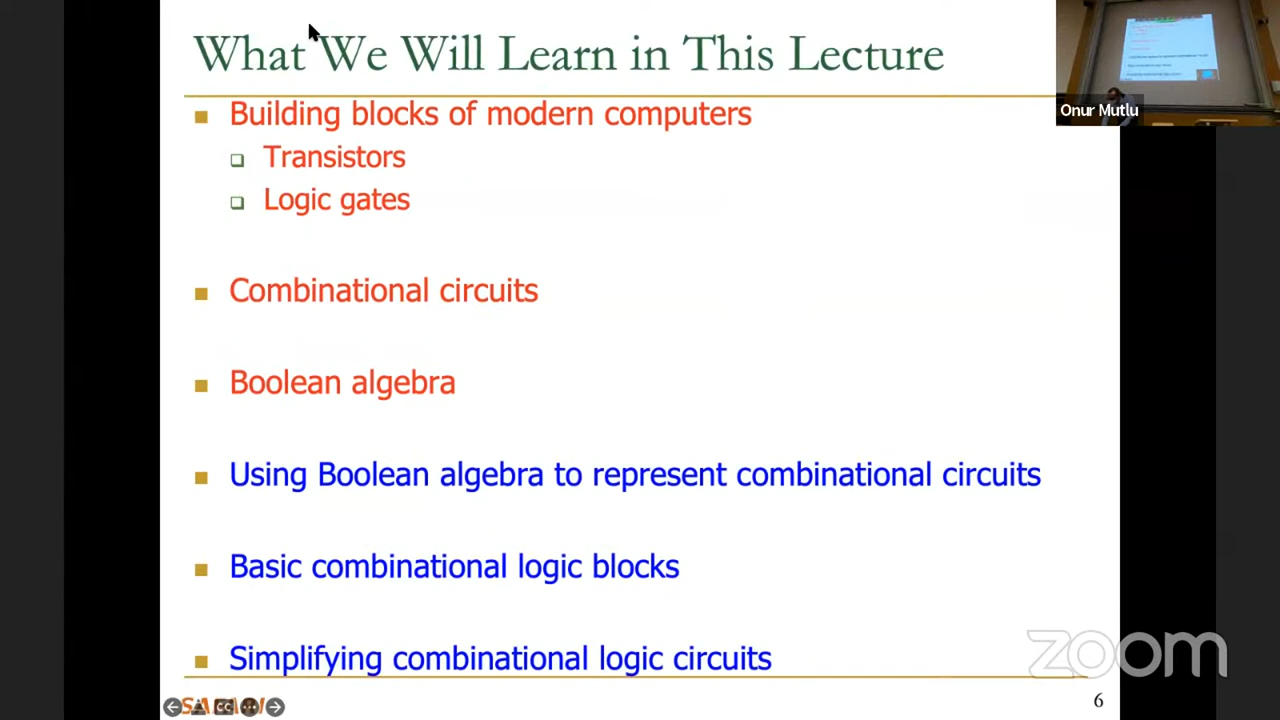 What We Will Learn in This Lecture
Onur Mutlu
Building blocks of modern computers
Transistors
Logic gates
Combinational circuits
Boolean algebra
Using Boolean algebra to represent combinational circuits
Basic combinational logic blocks
Simplifying combinational logic circuits
zoom
6